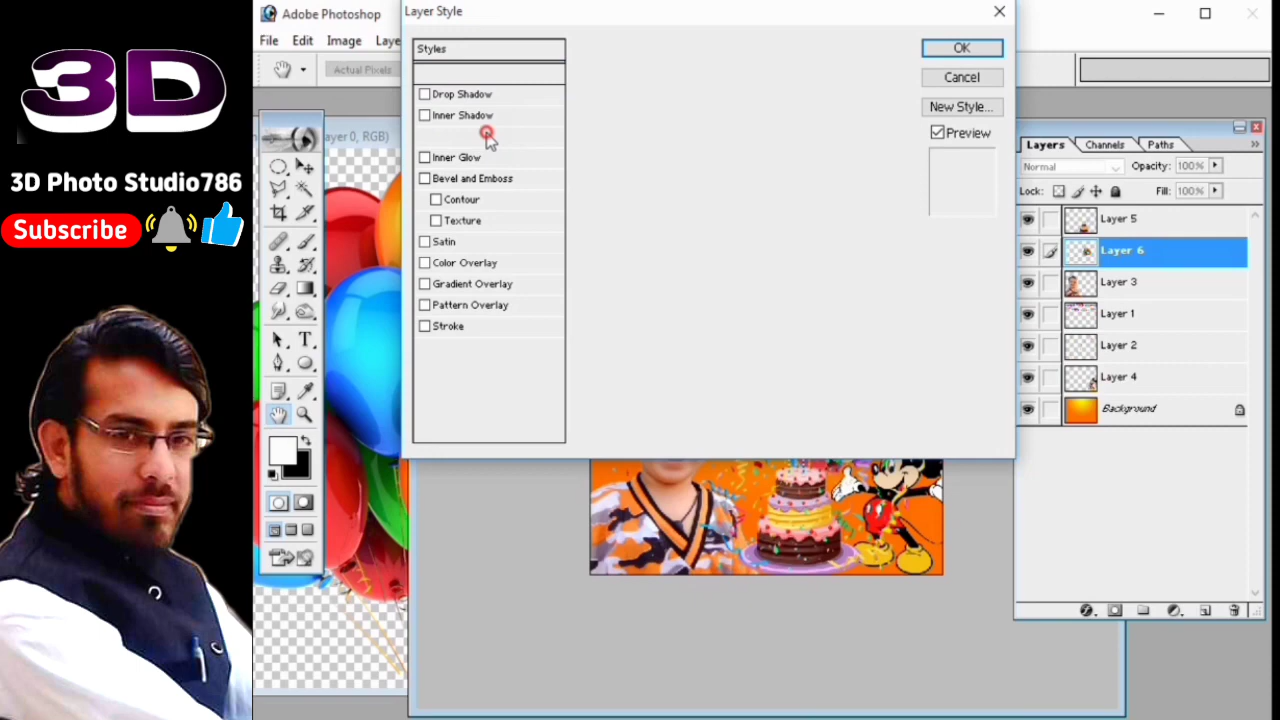 3D
3D Photo Studio786
Subscribe
Adobe Photoshop
File Edit Image Laye
Actual Pixels
ayer 0, RGB)
Layer Style
Styles
Drop Shadow
Inner Shadow
Inner Glow
Bevel and Emboss
Contour
Texture
Satin
Color Overlay
Gradient Overlay
Pattern Overlay
Stroke
OK
Cancel
New Style...
Preview
Layers Channels Paths
Normal Opacity: 100%
Lock: Fill: 100%
Layer 5
Layer 6
Layer 3
Layer 1
Layer 2
Layer 4
Background